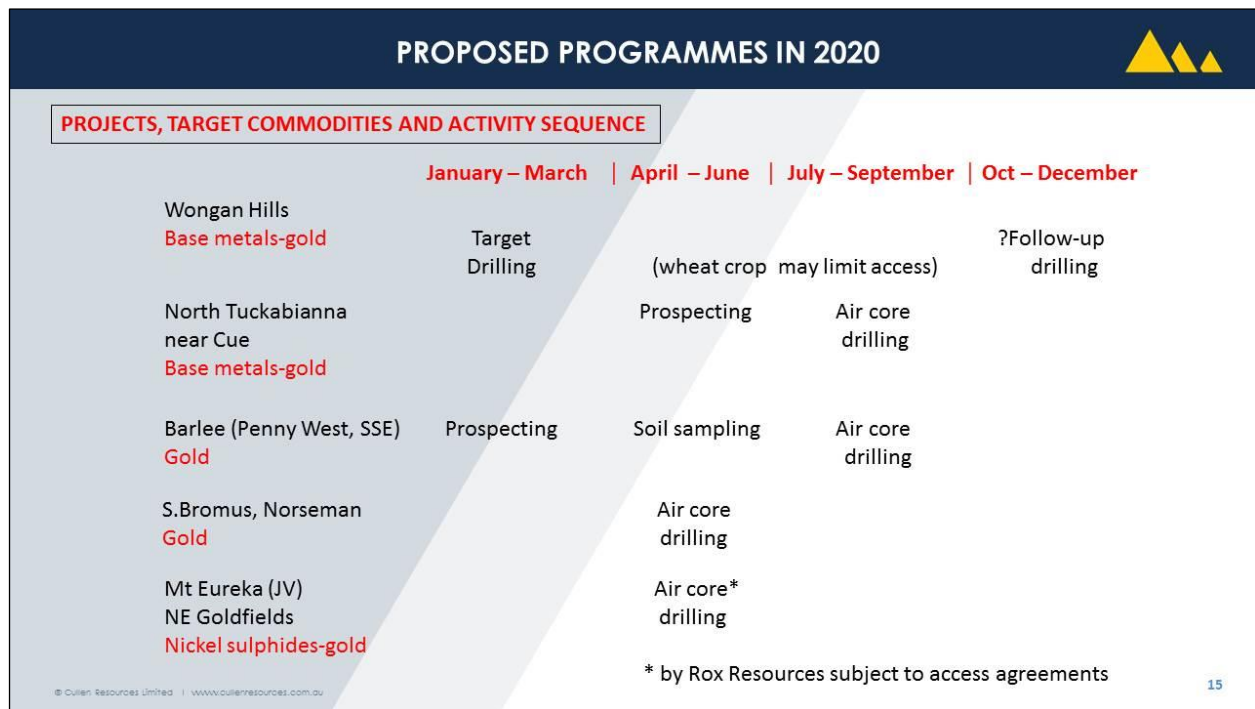 PROPOSED PROGRAMMES IN 2020
PROJECTS, TARGET COMMODITIES AND ACTIVITY SEQUENCE
January – March | April – June | July – September | Oct – December
Wongan Hills
Base metals-gold Target ?Follow-up
Drilling (wheat crop may limit access) drilling
North Tuckabianna Prospecting Air core
near Cue drilling
Base metals-gold
Barlee (Penny West, SSE) Prospecting Soil sampling Air core
Gold drilling
S.Bromus, Norseman Air core
Gold drilling
Mt Eureka (JV) Air core*
NE Goldfields drilling
Nickel sulphides-gold
* by Rox Resources subject to access agreements
© Cullen Resources Limited | www.cullenresources.com.au
15